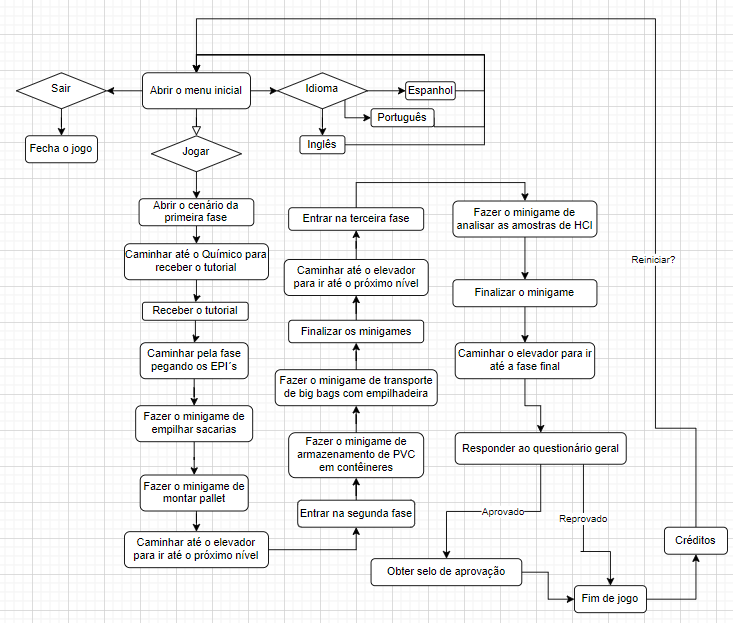 Sair
Abrir o menu inicial
Idioma
Espanhol
Português
Inglês
Fecha o jogo
Jogar
Abrir o cenário da
primeira fase
Caminhar até o Químico para
receber o tutorial
Receber o tutorial
Caminhar pela fase
pegando os EPI´s
Fazer o minigame de
empilhar sacarias
Fazer o minigame de
montar pallet
Caminhar até o elevador
para ir até o próximo nível
Entrar na terceira fase
Caminhar até o elevador
para ir até o próximo nível
Finalizar os minigames
Fazer o minigame de transporte
de big bags com empilhadeira
Fazer o minigame de
armazenamento de PVC
em contêineres
Entrar na segunda fase
Fazer o minigame de
analisar as amostras de HCl
Finalizar o minigame
Caminhar o elevador para ir
até a fase final
Responder ao questionário geral
Aprovado
Reprovado
Obter selo de aprovação
Fim de jogo
Créditos
Reiniciar?